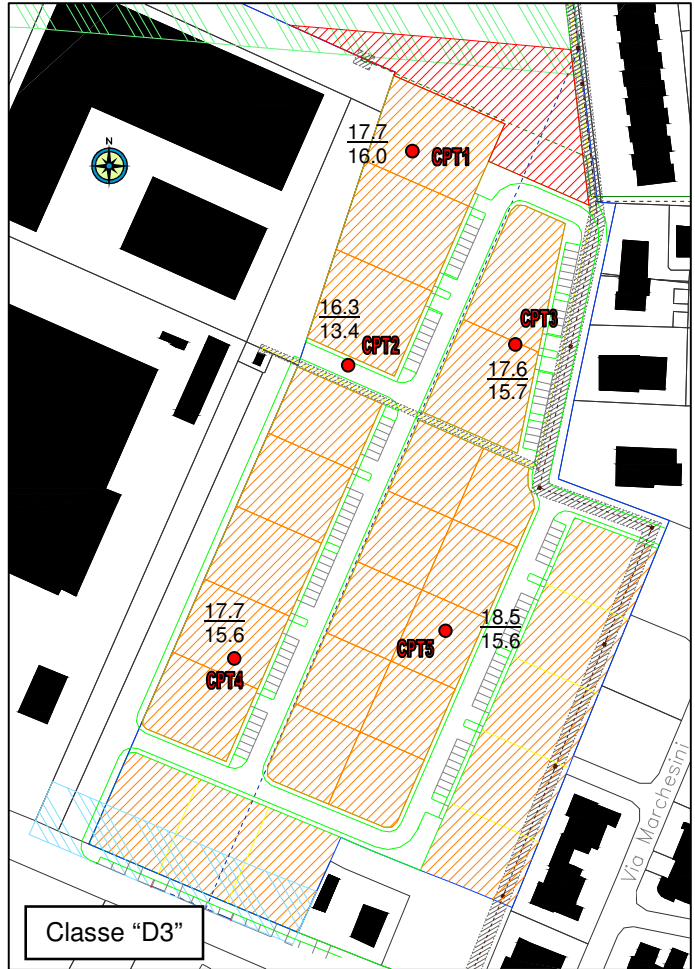 N
17.7
16.0
CPT1
16.3
13.4
CPT2
CPT3
17.6
15.7
17.7
15.6
CPT4
18.5
15.6
CPT5
Via Marchesini
Classe “D3”